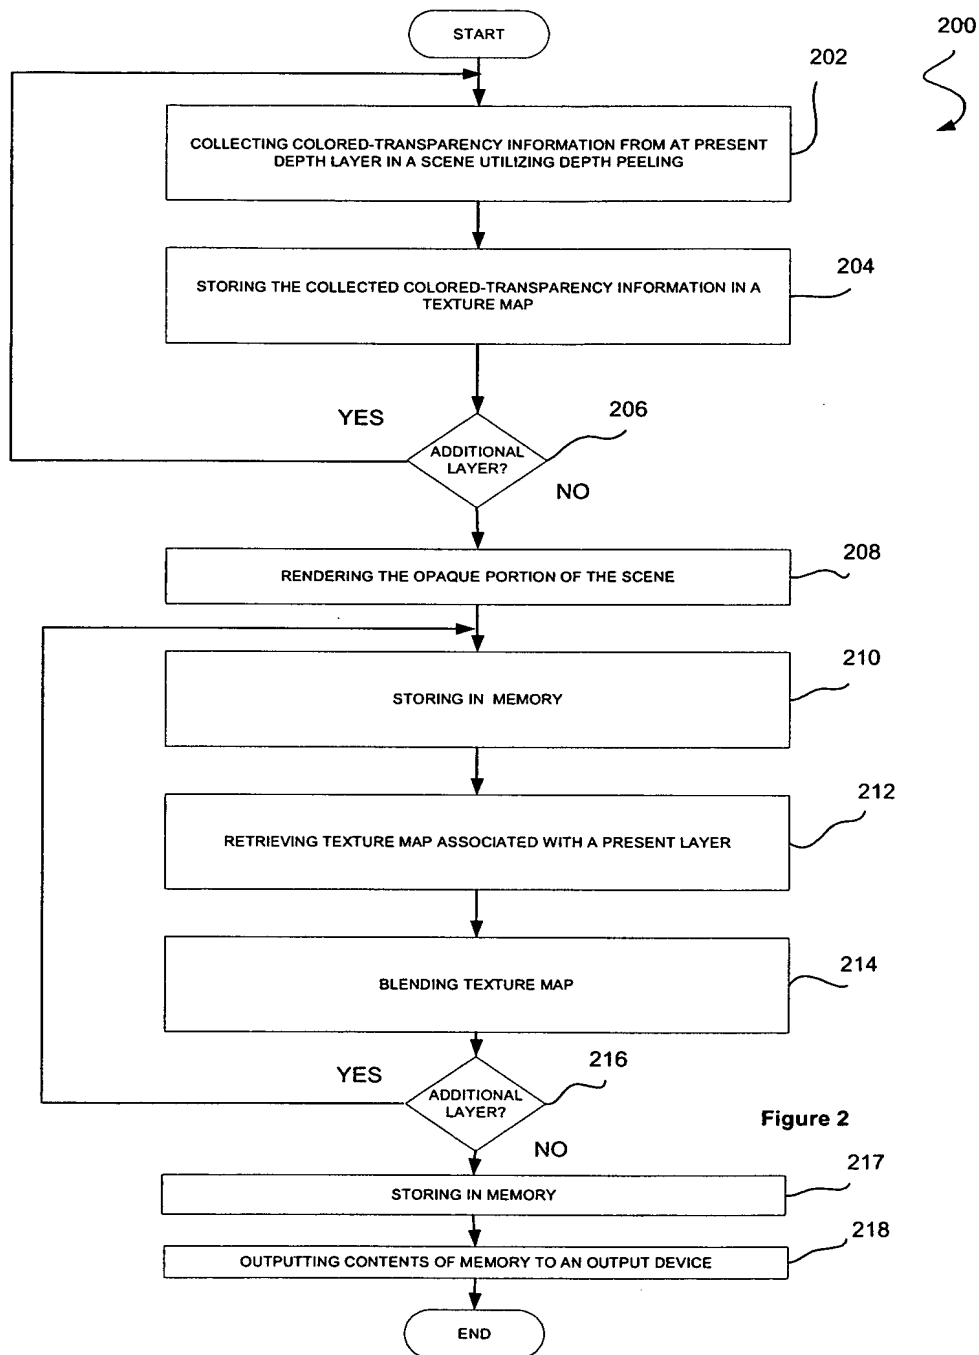 START
200
202
COLLECTING COLORED-TRANSPARENCY INFORMATION FROM AT PRESENT
DEPTH LAYER IN A SCENE UTILIZING DEPTH PEELING
204
STORING THE COLLECTED COLORED-TRANSPARENCY INFORMATION IN A
TEXTURE MAP
YES
206
ADDITIONAL
LAYER?
NO
208
RENDERING THE OPAQUE PORTION OF THE SCENE
210
STORING IN MEMORY
212
RETRIEVING TEXTURE MAP ASSOCIATED WITH A PRESENT LAYER
BLENDING TEXTURE MAP
214
YES
216
ADDITIONAL
LAYER?
Figure 2
NO
217
STORING IN MEMORY
218
OUTPUTTING CONTENTS OF MEMORY TO AN OUTPUT DEVICE
END